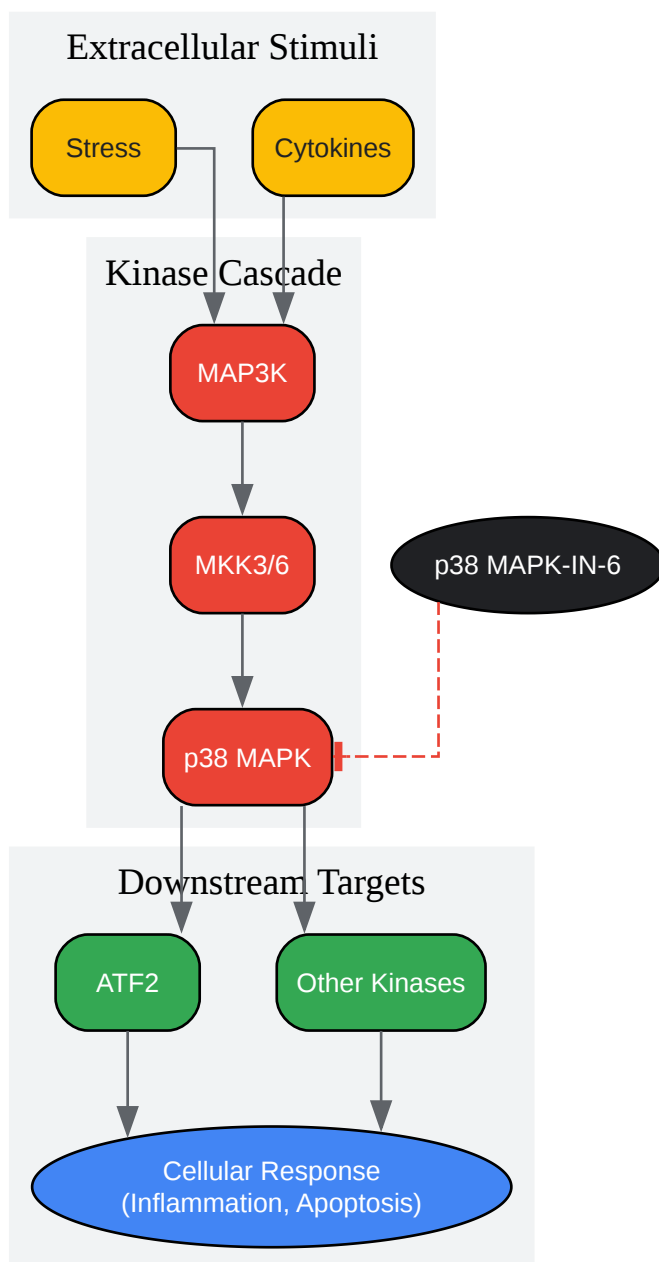 Extracellular Stimuli
Stress
Cytokines
Kinase Cascade
MAP3K
MKK3/6
p38 MAPK-IN-6
p38 MAPK
Downstream Targets
ATF2
Other Kinases
Cellular Response
(Inflammation, Apoptosis)